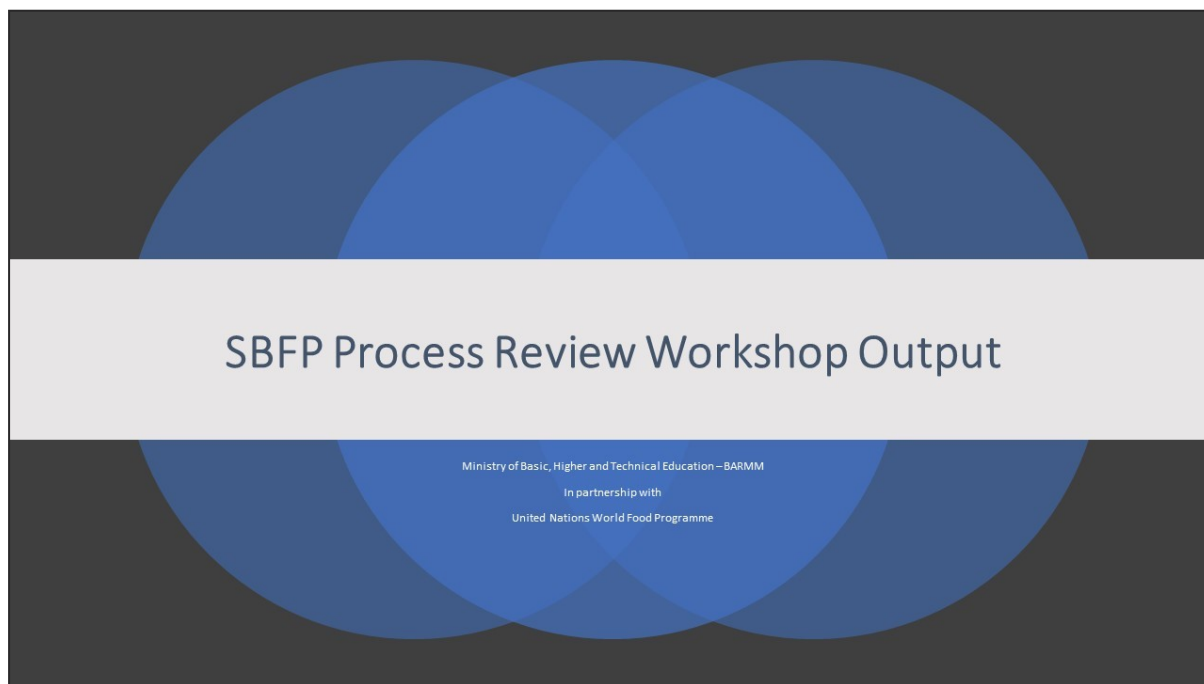 SBFP Process Review Workshop Output
Ministry of Basic, Higher and Technical Education – BARMM
In partnership with
United Nations World Food Programme